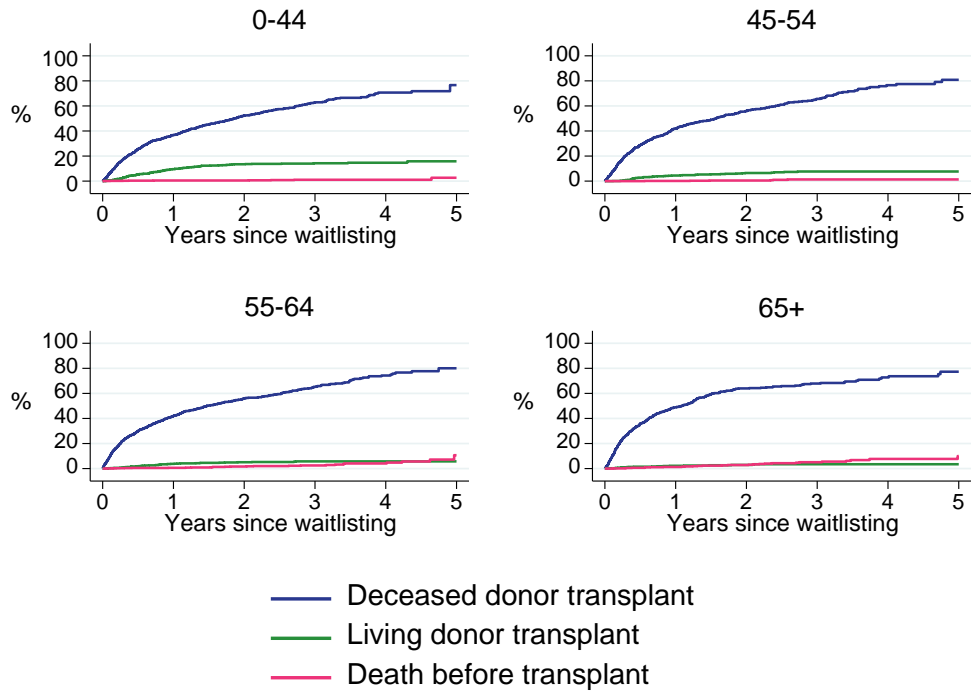 0-44
100
80
60
40
20
0
%
0 1 2 3 4 5
Years since waitlisting
45-54
100
80
60
40
20
0
%
0 1 2 3 4 5
Years since waitlisting
55-64
100
80
60
40
20
0
%
0 1 2 3 4 5
Years since waitlisting
65+
100
80
60
40
20
0
%
0 1 2 3 4 5
Years since waitlisting
Deceased donor transplant
Living donor transplant
Death before transplant